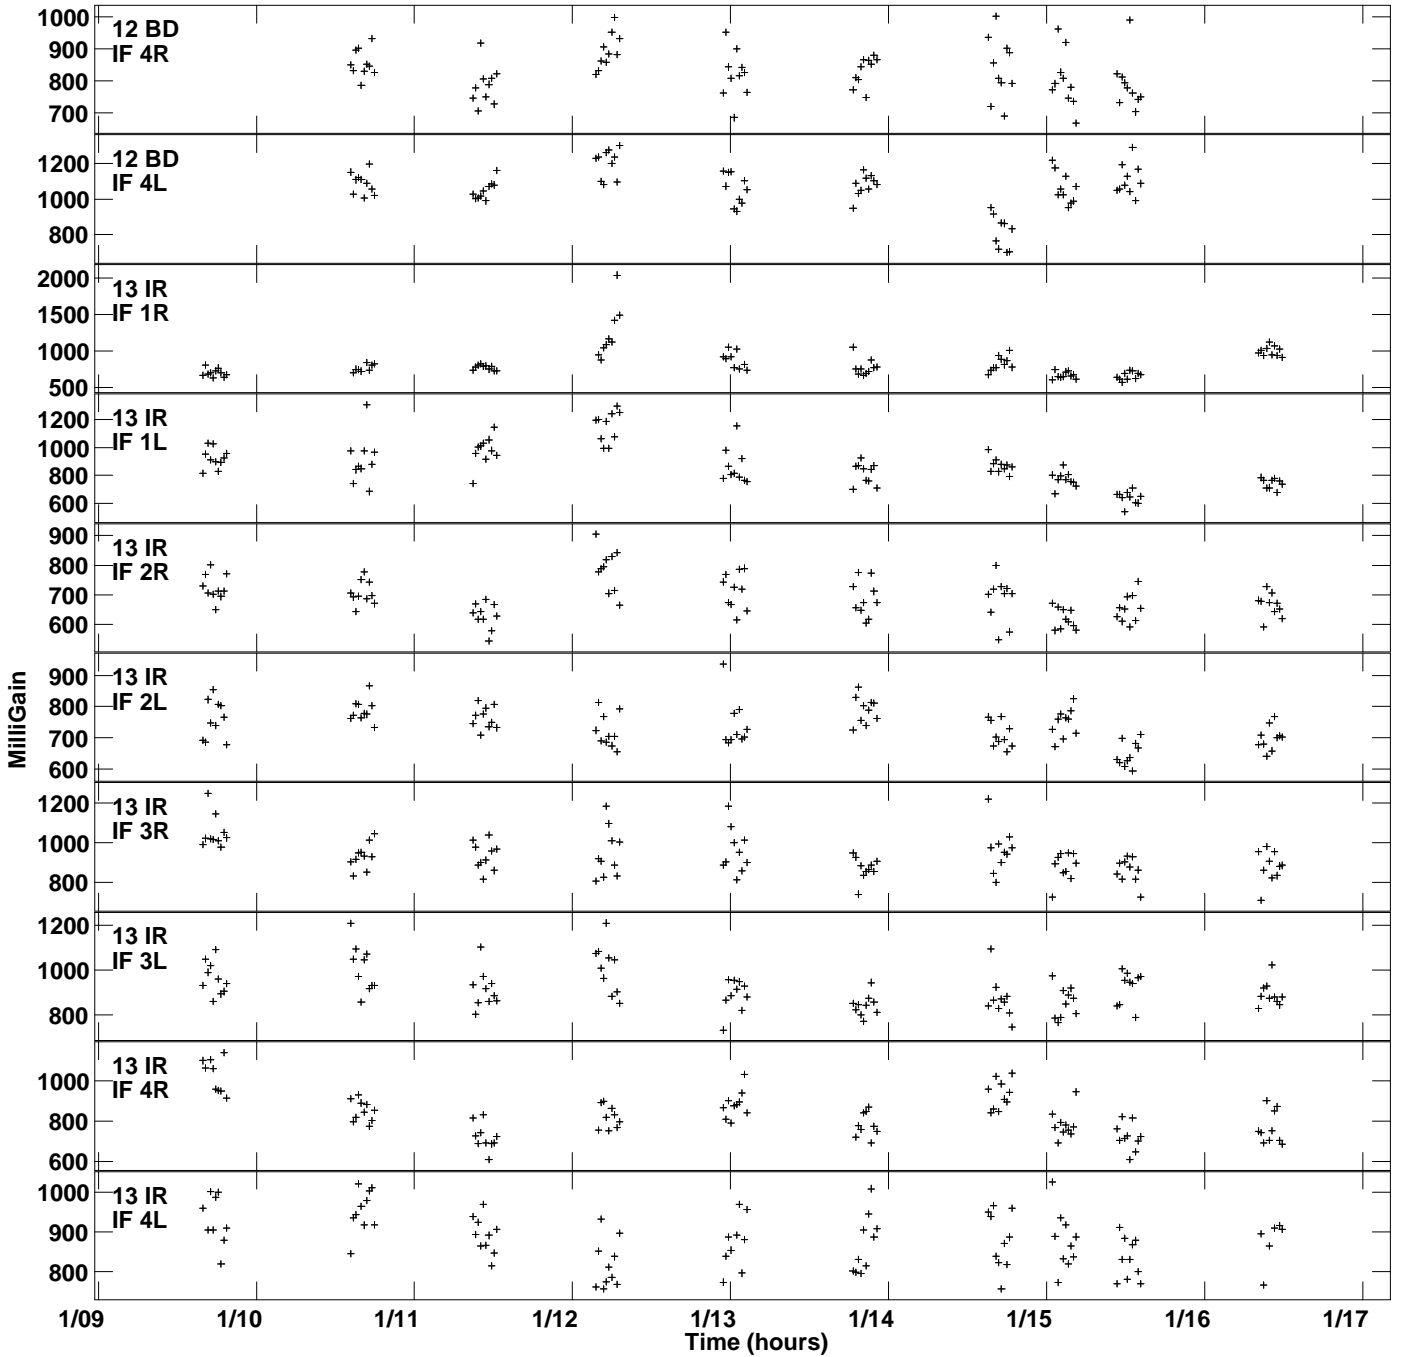 1000
900
800
700
12 BD
IF 4R
1200
1000
800
12 BD
IF 4L
2000
1500
1000
500
13 IR
IF 1R
1200
1000
800
600
13 IR
IF 1L
900
800
700
600
13 IR
IF 2R
900
800
700
600
13 IR
IF 2L
1200
1000
800
13 IR
IF 3R
1200
1000
800
13 IR
IF 3L
1000
800
600
13 IR
IF 4R
1000
900
800
13 IR
IF 4L
MilliGain
1/09 1/10 1/11 1/12 1/13 1/14 1/15 1/16 1/17
Time (hours)